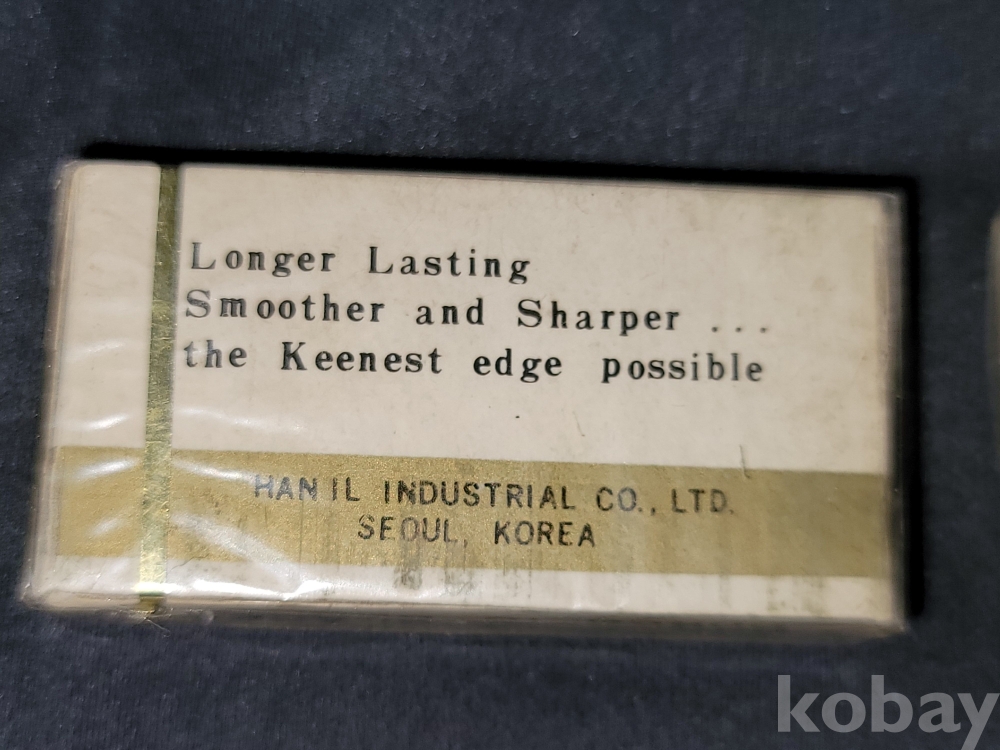 Longer Lasting
Smoother and Sharper ...
the Keenest edge possible
HAN IL INDUSTRIAL CO., LTD.
SEOUL, KOREA
kobay